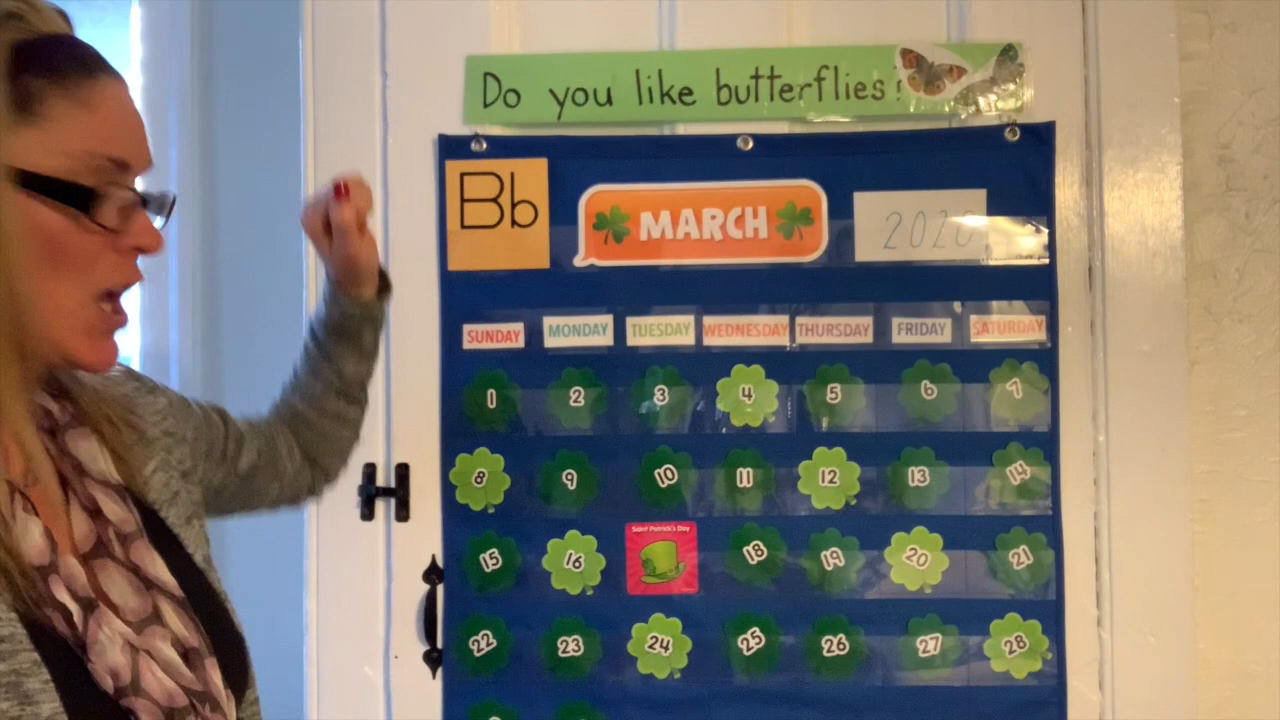 Do you like butterflies?
Bb
MARCH
2020
SUNDAY MONDAY TUESDAY WEDNESDAY THURSDAY FRIDAY SATURDAY
1 2 3 4 5 6 7
8 9 10 11 12 13 14
15 16 Saint Patrick's Day 18 19 20 21
22 23 24 25 26 27 28